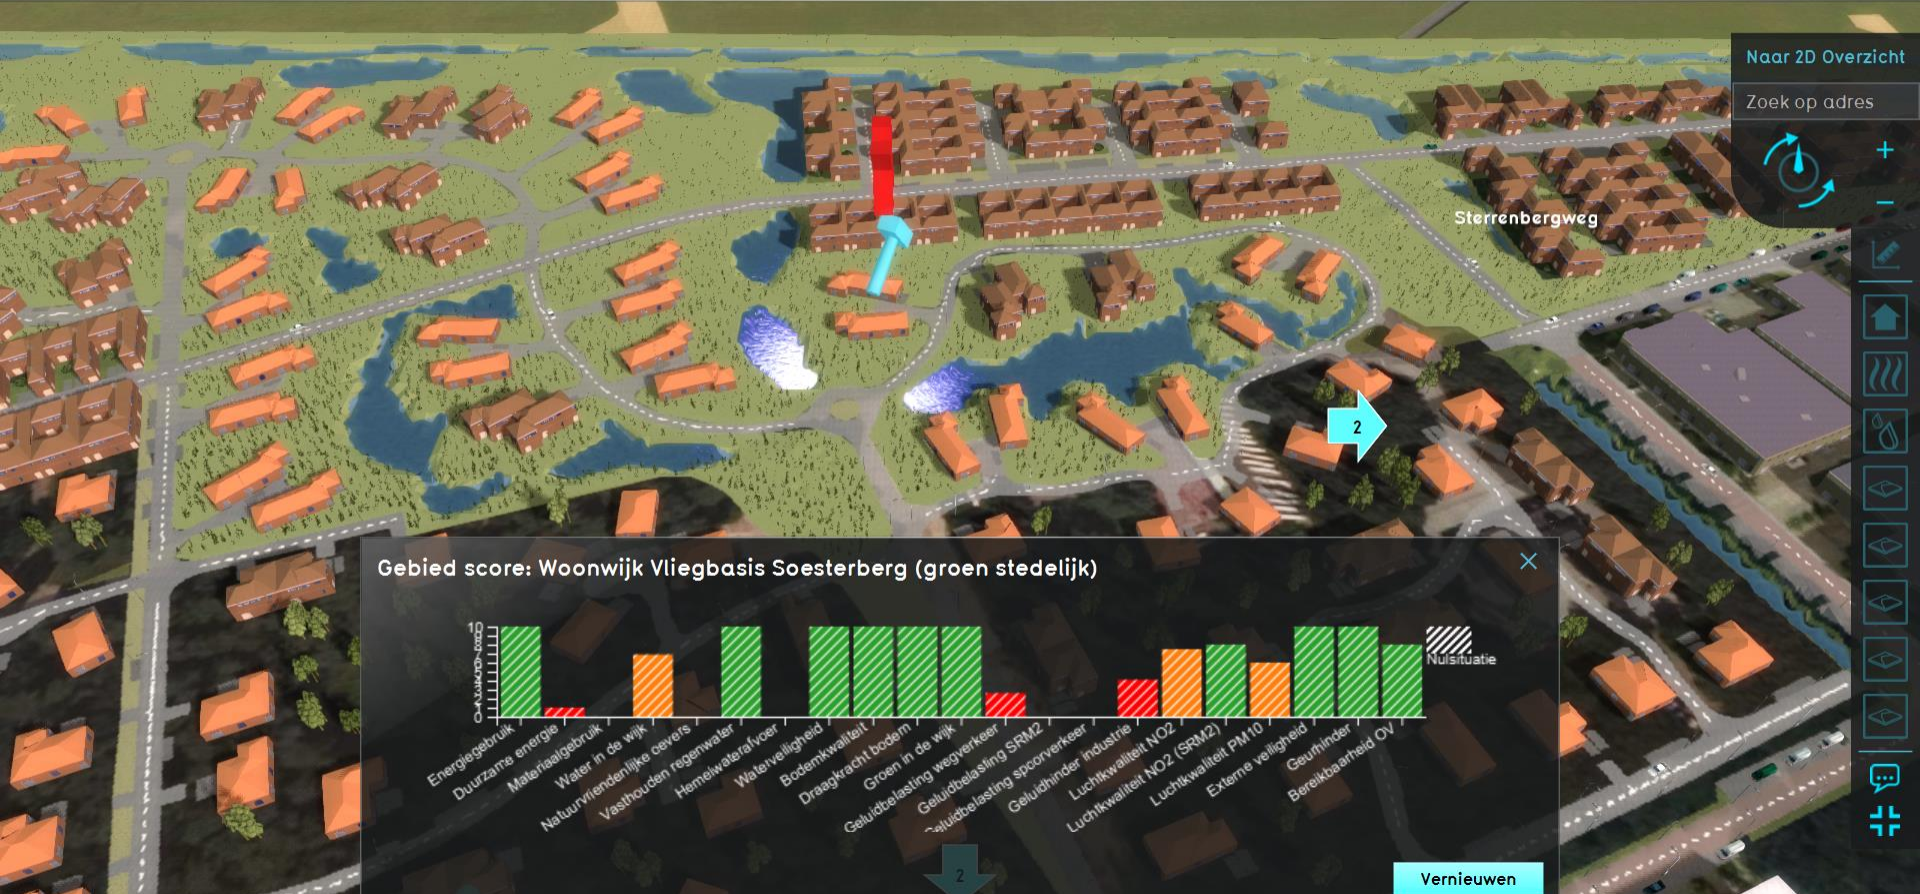 Naar 2D Overzicht
Zoek op adres
+
−
Sterrenbergweg
2
Gebied score: Woonwijk Vliegbasis Soesterberg (groen stedelijk)
10
0
Nulsituatie
Energiegebruik
Duurzame energie
Materiaalgebruik
Water in de wijk
Natuurvriendenlijke oevers
Vasthouden regenwater
Hemelwaterafvoer
Waterveiligheid
Bodemkwaliteit
Draagkracht bodem
Groen in de wijk
Geluidbelasting wegverkeer
Geluidbelasting SRM2
Geluidbelasting spoorverkeer
Geluidhinder industrie
Luchtkwaliteit NO2
Luchtkwaliteit NO2 (SRM2)
Luchtkwaliteit PM10
Externe veiligheid
Geurhinder
Bereikbaarheid OV
2
Vernieuwen